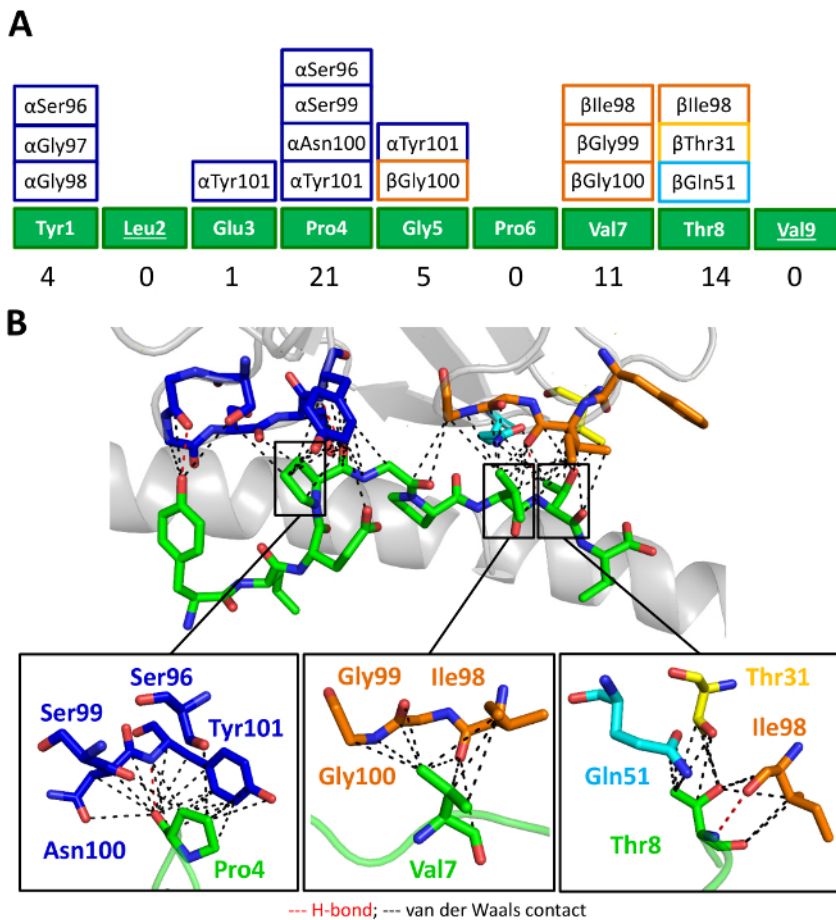 A
αSer96
αSer96 αSer99 βIle98 βIle98
αGly97 αAsn100 αTyr101 βGly99 βThr31
αGly98 αTyr101 αTyr101 βGly100 βGly100 βGln51
Tyr1 Leu2 Glu3 Pro4 Gly5 Pro6 Val7 Thr8 Val9
4 0 1 21 5 0 11 14 0
B
Ser96
Ser99
Tyr101
Asn100
Pro4
Gly99 Ile98
Gly100
Val7
Thr31
Ile98
Gln51
Thr8
--- H-bond; --- van der Waals contact